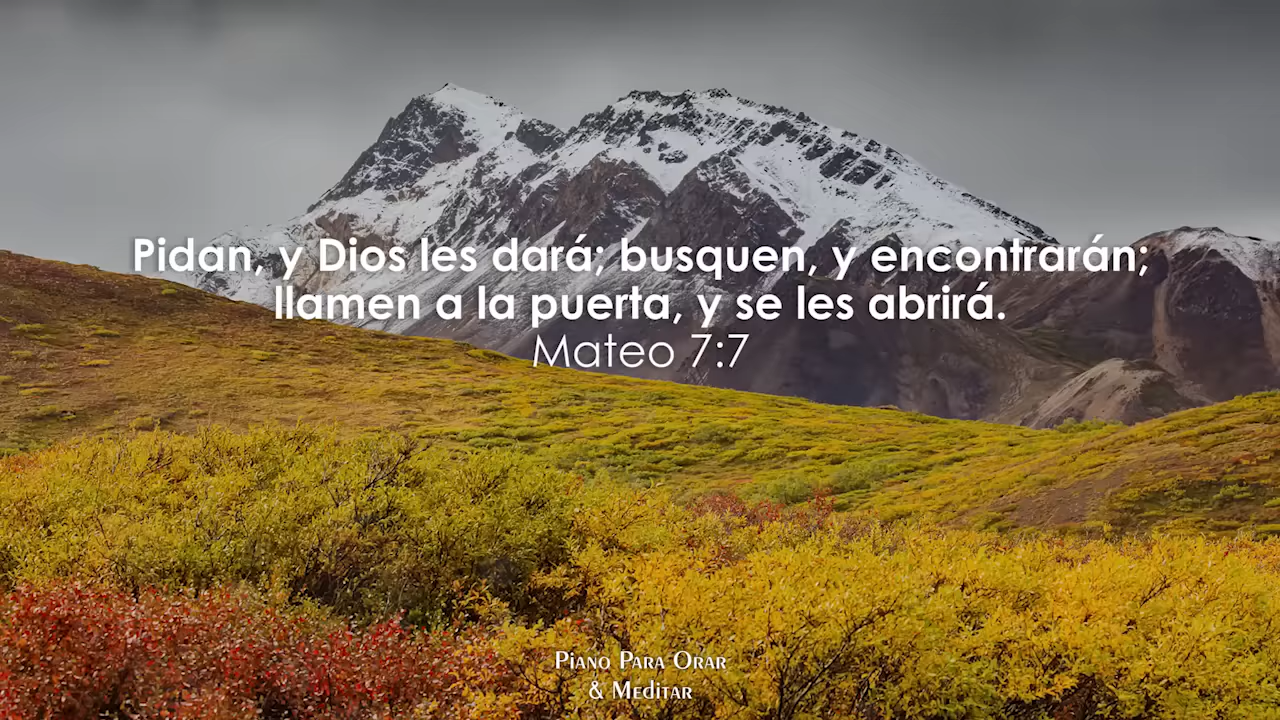 Pidan, y Dios les dará; busquen, y encontrarán;
llamen a la puerta, y se les abrirá.
Mateo 7:7
Piano Para Orar
& Meditar